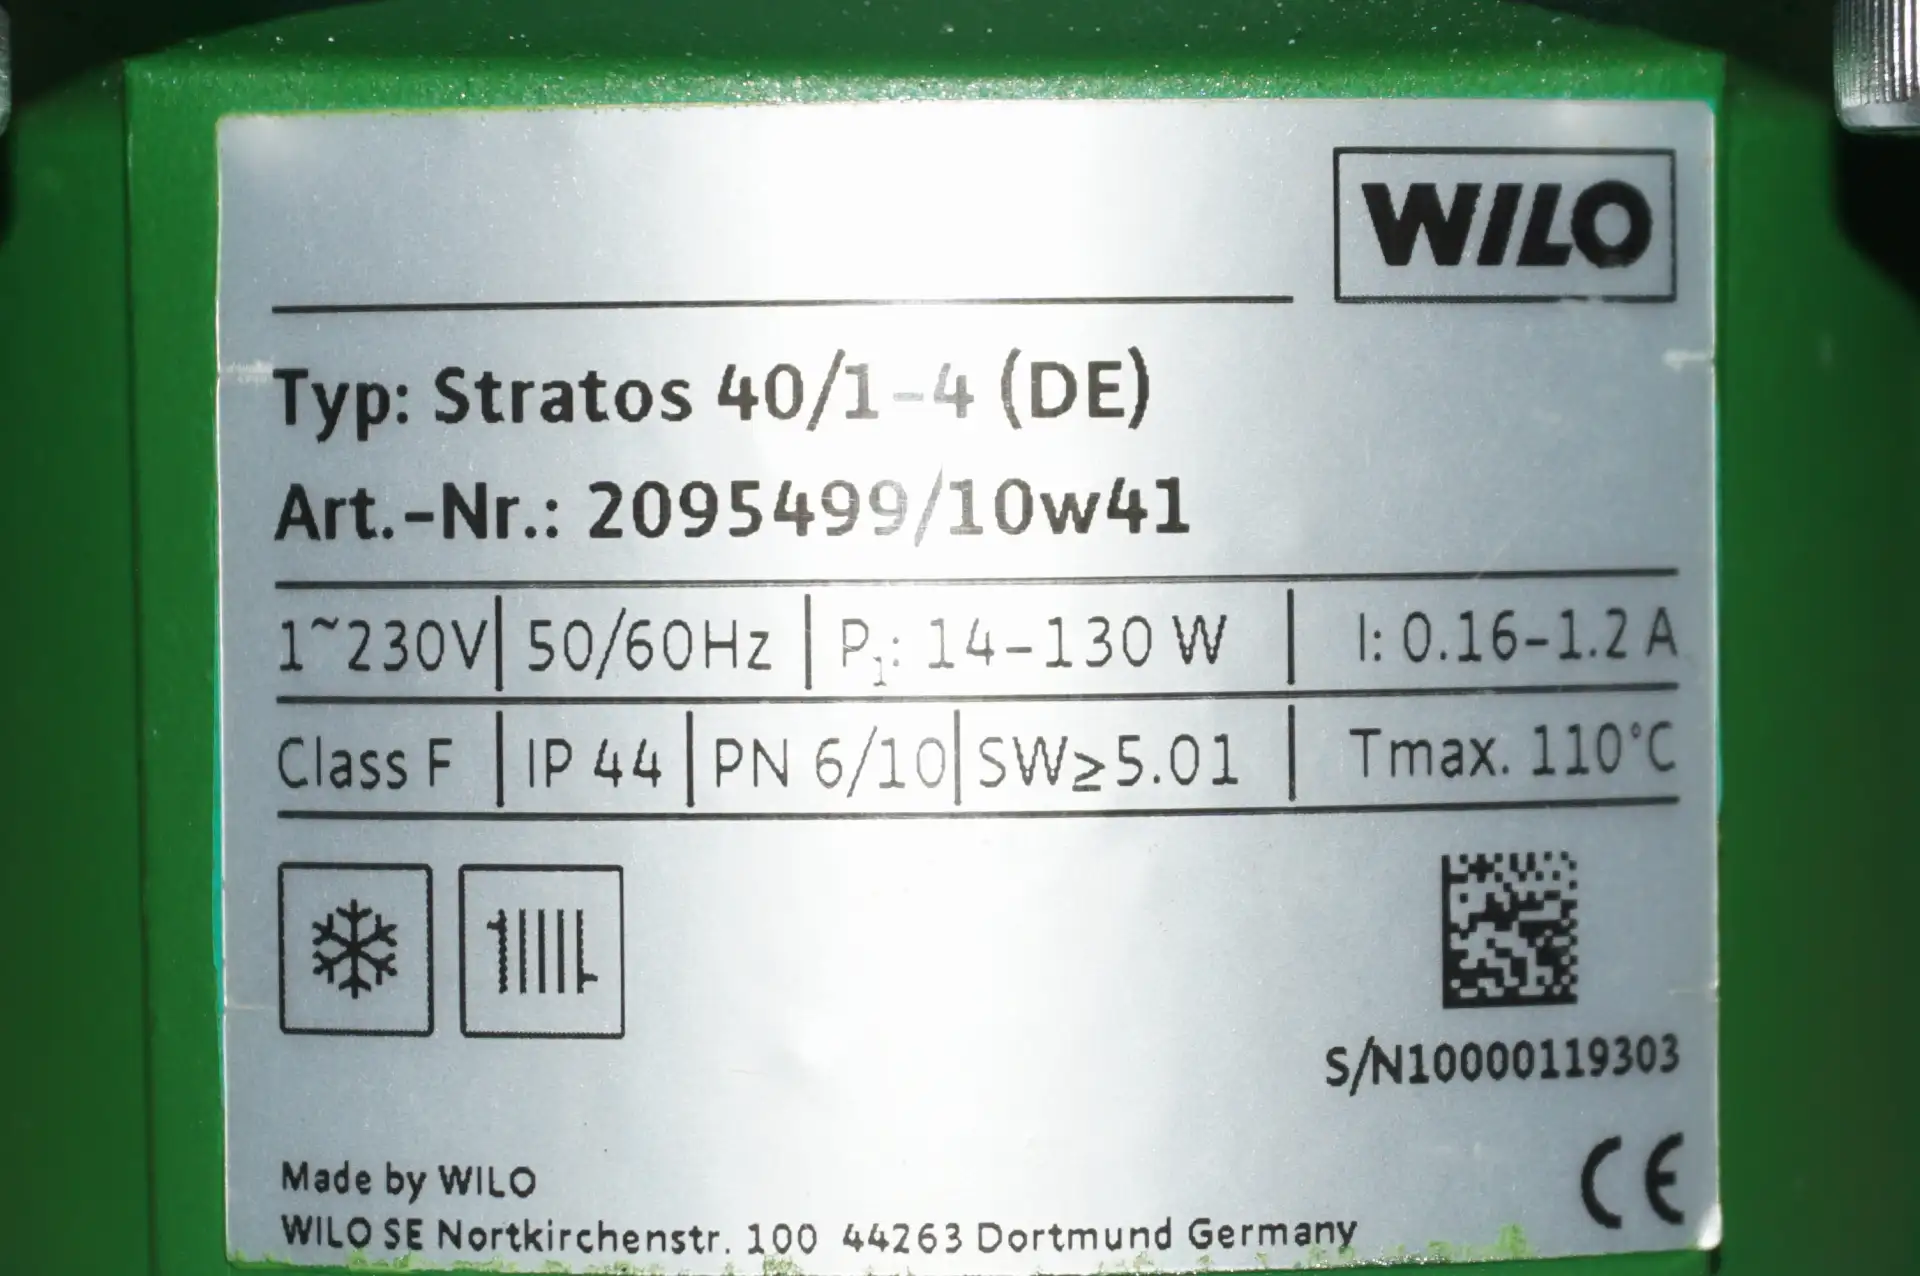 WILO
Typ: Stratos 40/1-4 (DE)
Art.-Nr.: 2095499/10w41
1~230V 50/60Hz P1: 14-130 W I: 0.16-1.2 A
Class F IP 44 PN 6/10 SW≥5.01 Tmax. 110°C
S/N10000119303
CE
Made by WILO
WILO SE Nortkirchenstr. 100 44263 Dortmund Germany